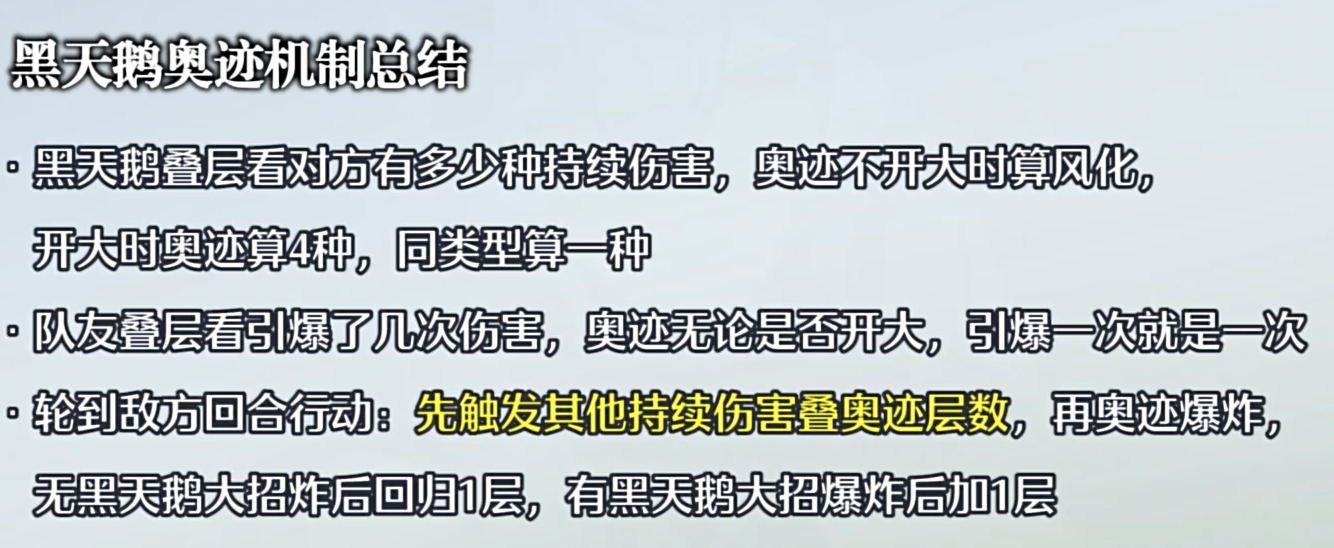 黑天鹅奥迹机制总结
· 黑天鹅叠层看对方有多少种持续伤害，奥迹不开大时算风化，
开大时奥迹算4种，同类型算一种
· 队友叠层看引爆了几次伤害，奥迹无论是否开大，引爆一次就是一次
· 轮到敌方回合行动：先触发其他持续伤害叠奥迹层数，再奥迹爆炸，
无黑天鹅大招炸后回归1层，有黑天鹅大招爆炸后加1层